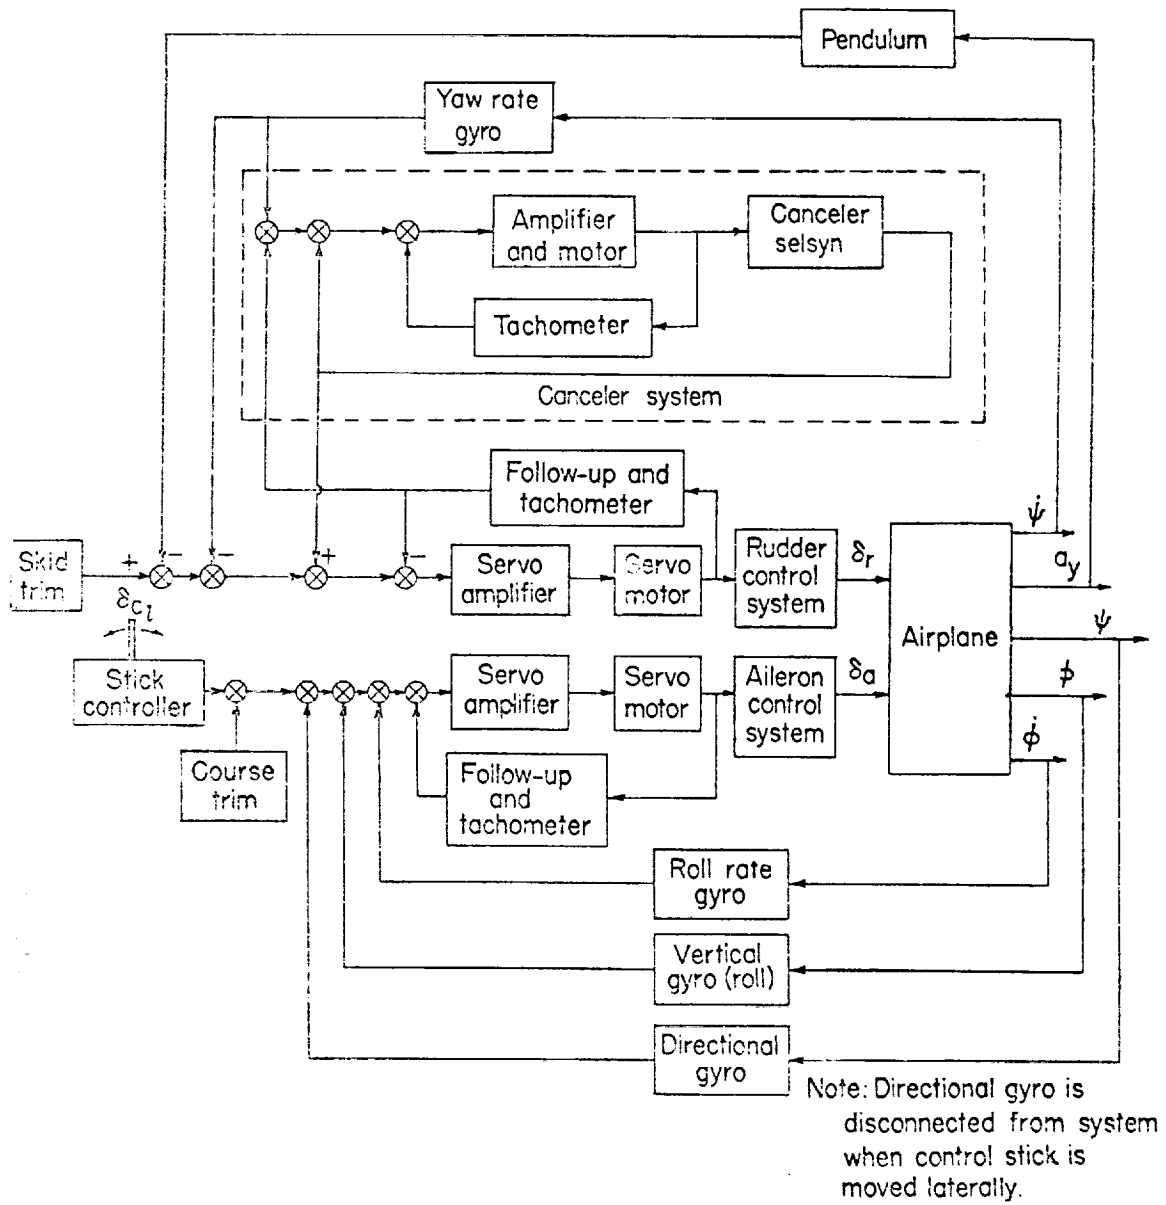 Pendulum
Yaw rate
gyro
Amplifier
and motor
Canceler
selsyn
Tachometer
Canceler system
Follow-up and
tachometer
Skid
trim
+
−
−
+
−
Servo
amplifier
Servo
motor
Rudder
control
system
δr
Airplane
ψ̇
ay
ψ
ϕ
ϕ̇
δcl
Stick
controller
Course
trim
Servo
amplifier
Servo
motor
Aileron
control
system
δa
Follow-up
and
tachometer
Roll rate
gyro
Vertical
gyro (roll)
Directional
gyro
Note: Directional gyro is
disconnected from system
when control stick is
moved laterally.